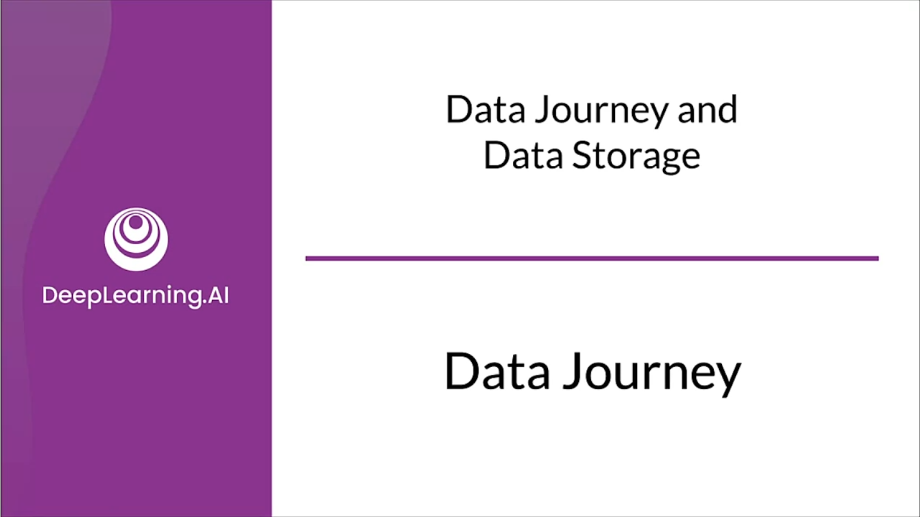 Data Journey and
Data Storage
DeepLearning.AI
Data Journey